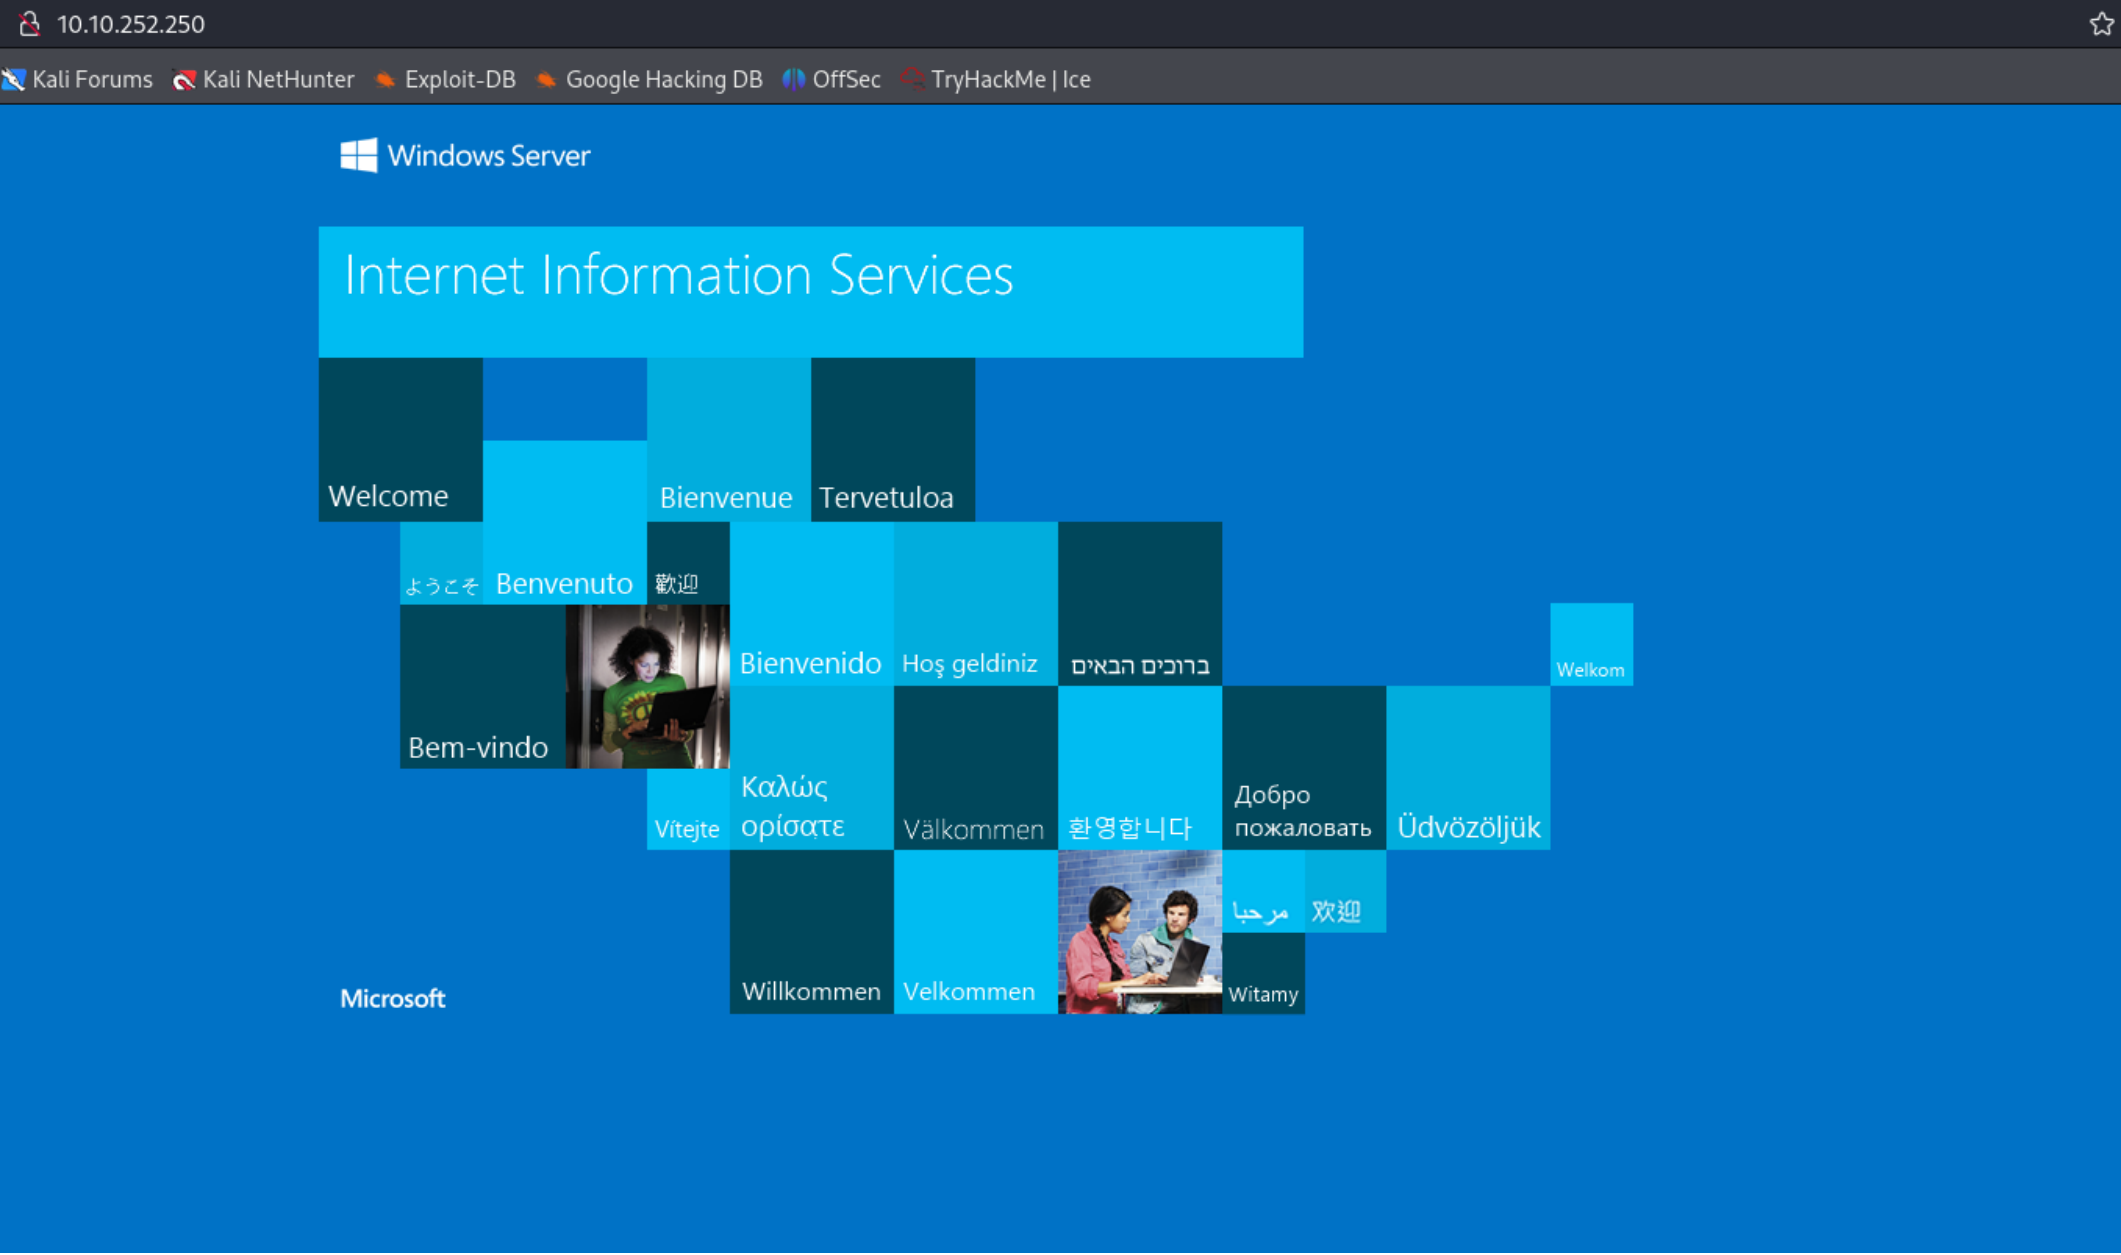 10.10.252.250
Kali Forums Kali NetHunter Exploit-DB Google Hacking DB OffSec TryHackMe | Ice
Windows Server
Internet Information Services
Welcome
Bienvenue
Tervetuloa
ようこそ
Benvenuto
歡迎
Bienvenido
Hoş geldiniz
ברוכים הבאים
Welkom
Bem-vindo
Vítejte
Καλώς
ορίσατε
Välkommen
환영합니다
Добро
пожаловать
Üdvözöljük
Willkommen
Velkommen
مرحبا
欢迎
Witamy
Microsoft